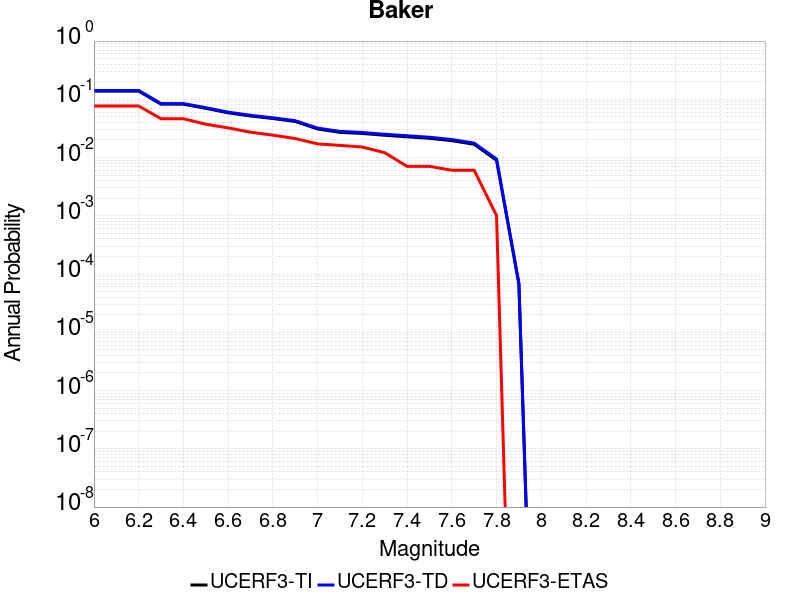 Baker
10^0
10^-1
10^-2
10^-3
10^-4
10^-5
10^-6
10^-7
10^-8
Annual Probability
6 6.2 6.4 6.6 6.8 7 7.2 7.4 7.6 7.8 8 8.2 8.4 8.6 8.8 9
Magnitude
UCERF3-TI UCERF3-TD UCERF3-ETAS